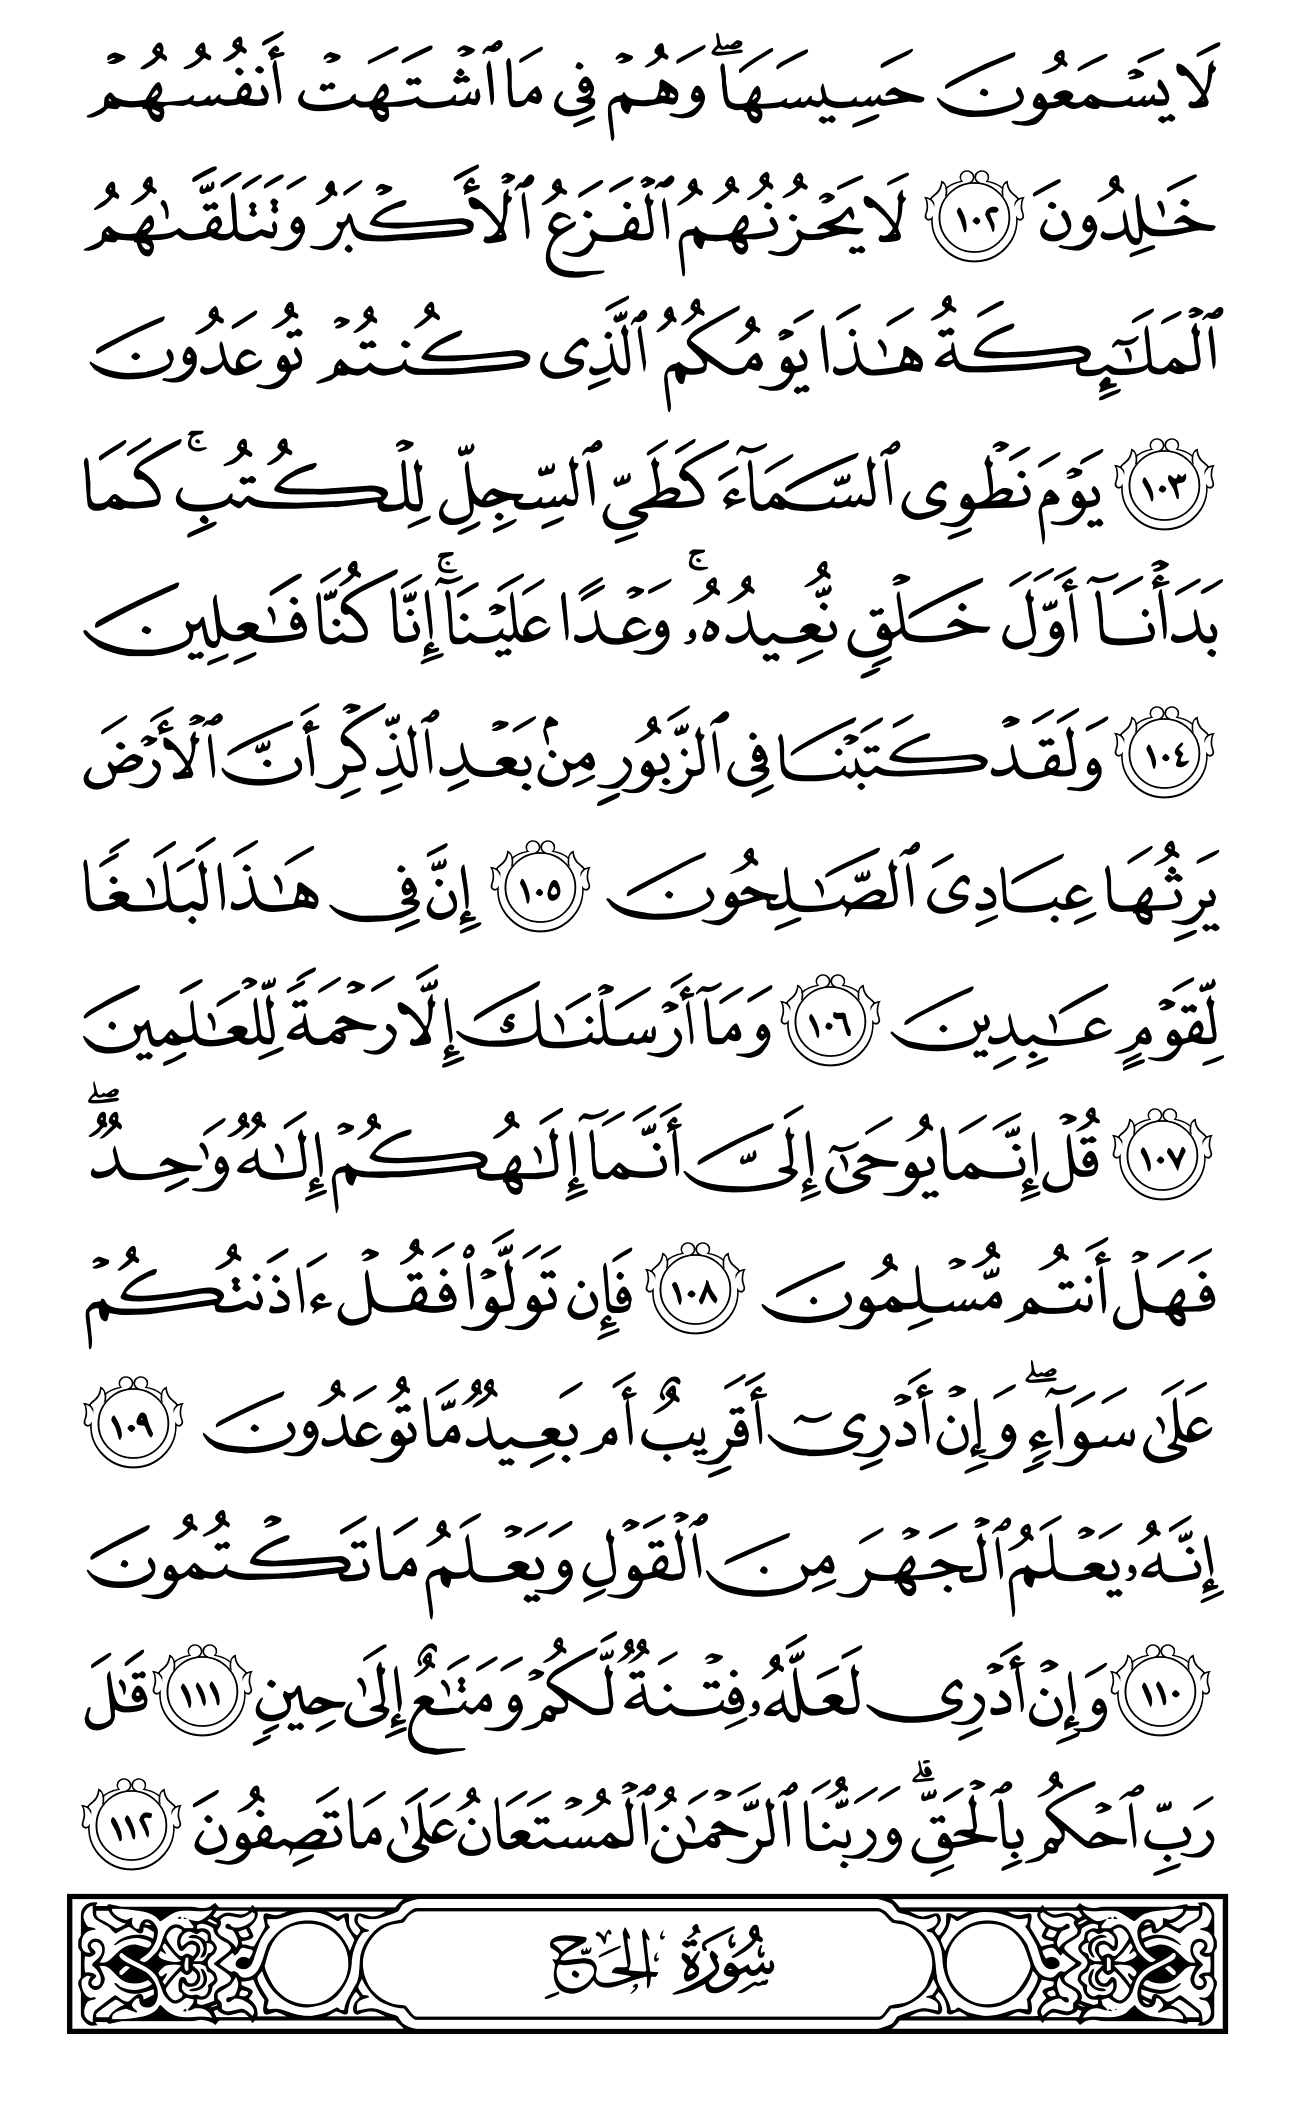 لَا يَسۡمَعُونَ حَسِيسَهَاۖ وَهُمۡ فِي مَا ٱشۡتَهَتۡ أَنفُسُهُمۡ
خَٰلِدُونَ ١٠٢ لَا يَحۡزُنُهُمُ ٱلۡفَزَعُ ٱلۡأَكۡبَرُ وَتَتَلَقَّىٰهُمُ
ٱلۡمَلَٰٓئِكَةُ هَٰذَا يَوۡمُكُمُ ٱلَّذِي كُنتُمۡ تُوعَدُونَ
١٠٣ يَوۡمَ نَطۡوِي ٱلسَّمَآءَ كَطَيِّ ٱلسِّجِلِّ لِلۡكُتُبِۚ كَمَا
بَدَأۡنَآ أَوَّلَ خَلۡقٖ نُّعِيدُهُۥۚ وَعۡدًا عَلَيۡنَآۚ إِنَّا كُنَّا فَٰعِلِينَ
١٠٤ وَلَقَدۡ كَتَبۡنَا فِي ٱلزَّبُورِ مِنۢ بَعۡدِ ٱلذِّكۡرِ أَنَّ ٱلۡأَرۡضَ
يَرِثُهَا عِبَادِيَ ٱلصَّٰلِحُونَ ١٠٥ إِنَّ فِي هَٰذَا لَبَلَٰغٗا
لِّقَوۡمٍ عَٰبِدِينَ ١٠٦ وَمَآ أَرۡسَلۡنَٰكَ إِلَّا رَحۡمَةٗ لِّلۡعَٰلَمِينَ
١٠٧ قُلۡ إِنَّمَا يُوحَىٰٓ إِلَيَّ أَنَّمَآ إِلَٰهُكُمۡ إِلَٰهٞ وَٰحِدٞۖ
فَهَلۡ أَنتُم مُّسۡلِمُونَ ١٠٨ فَإِن تَوَلَّوۡاْ فَقُلۡ ءَاذَنتُكُمۡ
عَلَىٰ سَوَآءٖۖ وَإِنۡ أَدۡرِيٓ أَقَرِيبٌ أَم بَعِيدٞ مَّا تُوعَدُونَ ١٠٩
إِنَّهُۥ يَعۡلَمُ ٱلۡجَهۡرَ مِنَ ٱلۡقَوۡلِ وَيَعۡلَمُ مَا تَكۡتُمُونَ
١١٠ وَإِنۡ أَدۡرِي لَعَلَّهُۥ فِتۡنَةٞ لَّكُمۡ وَمَتَٰعٌ إِلَىٰ حِينٖ ١١١ قَٰلَ
رَبِّ ٱحۡكُم بِٱلۡحَقِّۗ وَرَبُّنَا ٱلرَّحۡمَٰنُ ٱلۡمُسۡتَعَانُ عَلَىٰ مَا تَصِفُونَ ١١٢
سُورَةُ الحَجِّ